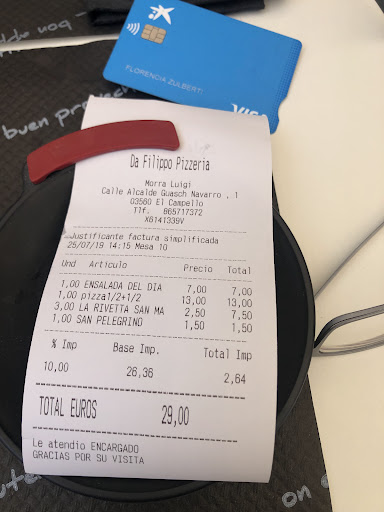 buen prove
FLORENCIA ZULBERTI
VISA
Da Filippo Pizzeria
Morra Luigi
Calle Alcalde Guasch Navarro , 1
03560 El Campello
Tlf. 865717372
X6141339V
Justificante factura simplificada
25/07/19 14:15 Mesa 10
Und Articulo Precio Total
1,00 ENSALADA DEL DIA 7,00 7,00
1,00 pizza1/2+1/2 13,00 13,00
3,00 LA RIVETTA SAN MA 2,50 7,50
1,00 SAN PELEGRINO 1,50 1,50
% Imp Base Imp. Total Imp
10,00 26,36 2,64
TOTAL EUROS 29,00
Le atendio ENCARGADO
GRACIAS POR SU VISITA